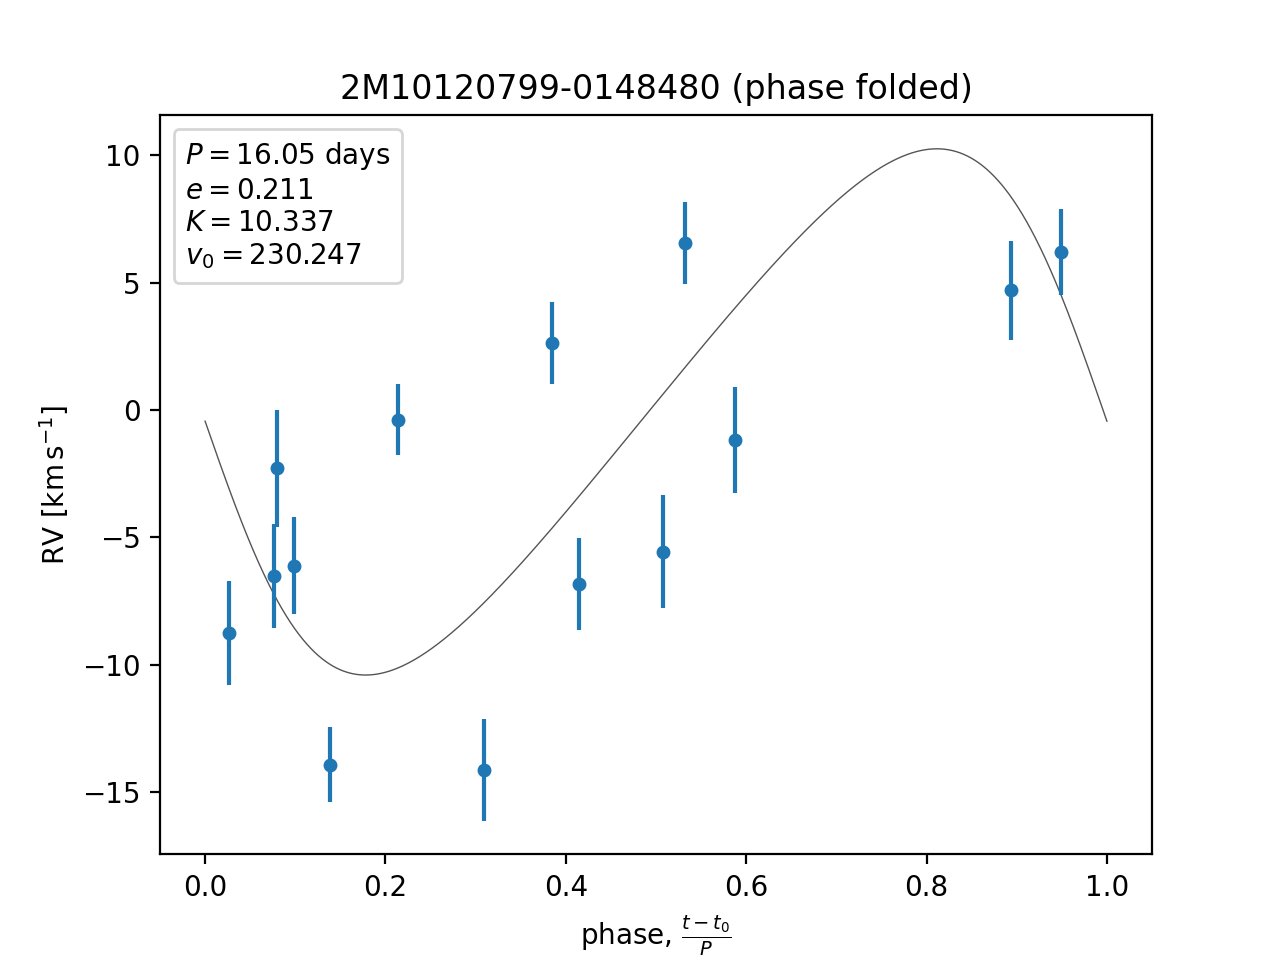 2M10120799-0148480 (phase folded)
P = 16.05 days
e = 0.211
K = 10.337
v₀ = 230.247
10
5
0
−5
−10
−15
RV [km s⁻¹]
0.0 0.2 0.4 0.6 0.8 1.0
phase, (t − t₀)/P